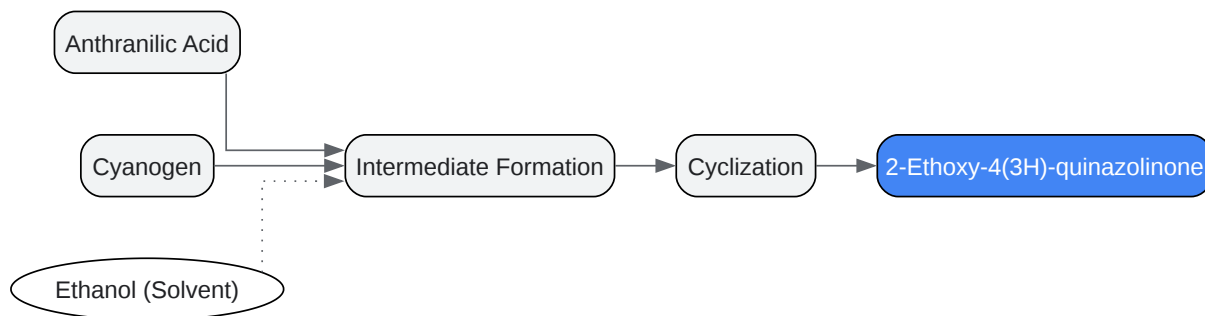 Anthranilic Acid
Cyanogen
Intermediate Formation
Cyclization
2-Ethoxy-4(3H)-quinazolinone
Ethanol (Solvent)